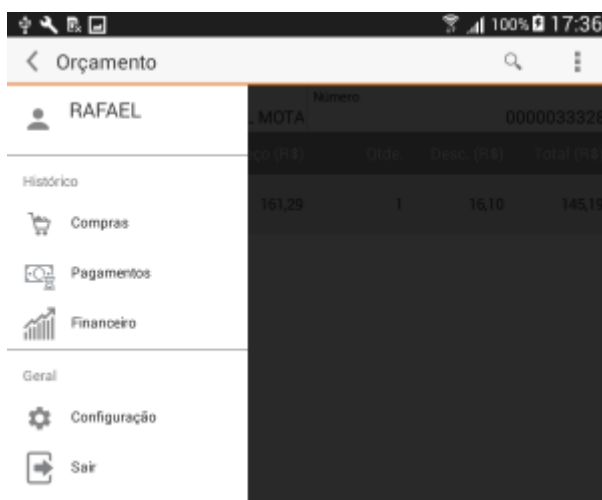 100% 17:36
Orçamento
RAFAEL
Número
L MOTA
0000033328
ço (R$) Qtde. Desc. (R$) Total (R$)
Histórico
161,29 1 16,10 145,19
Compras
Pagamentos
Financeiro
Geral
Configuração
Sair